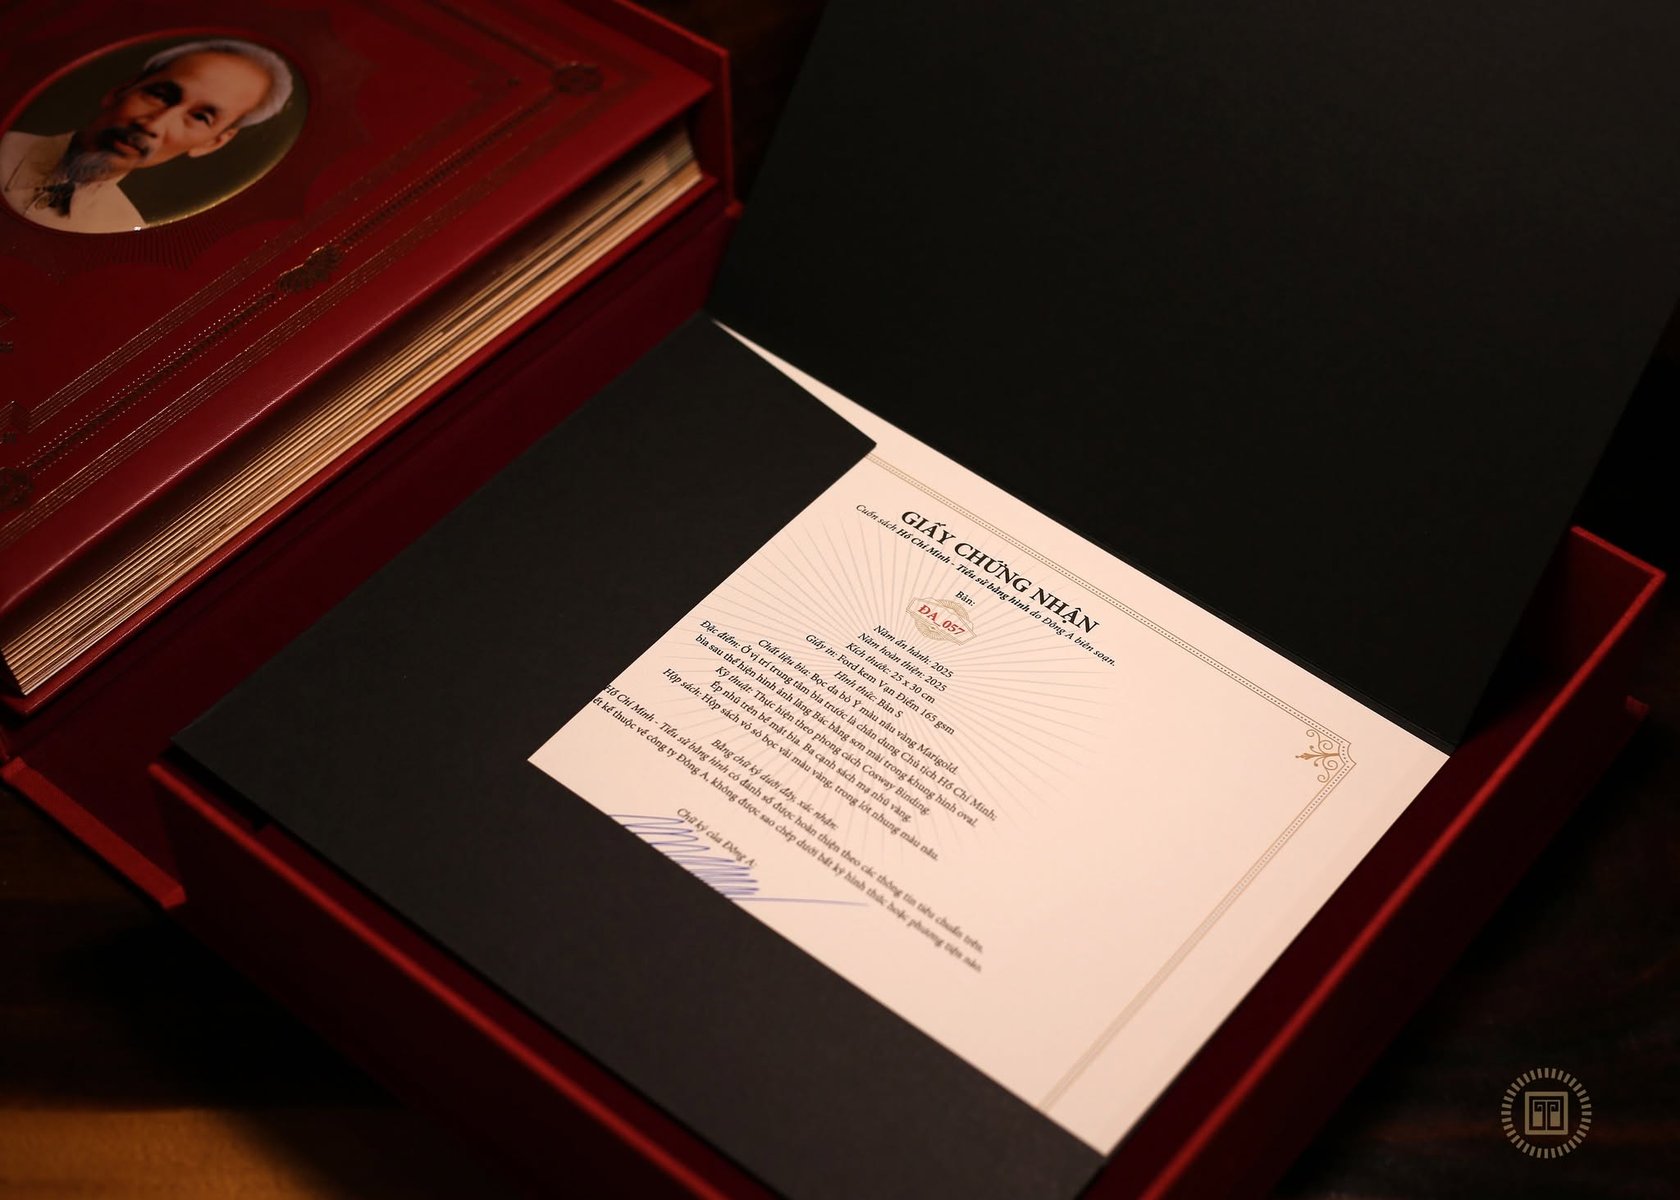 GIẤY CHỨNG NHẬN
Cuốn sách Hồ Chí Minh - Tiểu sử bằng hình do Đông A biên soạn.
Bản:
ĐA_057
Năm ấn hành: 2025
Năm hoàn thiện: 2025
Kích thước: 25 x 30 cm
Giấy in: Ford kem Vạn Điểm 165 gsm
Hình thức: Bản S
Chất liệu bìa: Bọc da bò Ý màu nâu vàng Marigold.
Đặc điểm: Ở vị trí trung tâm bìa trước là chân dung Chủ tịch Hồ Chí Minh;
bìa sau thể hiện hình ảnh làng Bác bằng sơn mài trong khung hình oval.
Kỹ thuật: Thực hiện theo phong cách Cosway Binding.
Ép nhũ trên bề mặt bìa. Ba cạnh sách mạ nhũ vàng.
Hộp sách: Hộp sách vỏ sò bọc vải màu vàng, trong lót nhung màu nâu.
Bằng chữ ký dưới đây, xác nhận:
Hồ Chí Minh - Tiểu sử bằng hình có đánh số được hoàn thiện theo các thông tin tiêu chuẩn trên.
kế thuộc về công ty Đông A, không được sao chép dưới bất kỳ hình thức hoặc phương tiện nào.
Chữ ký của Đông A: